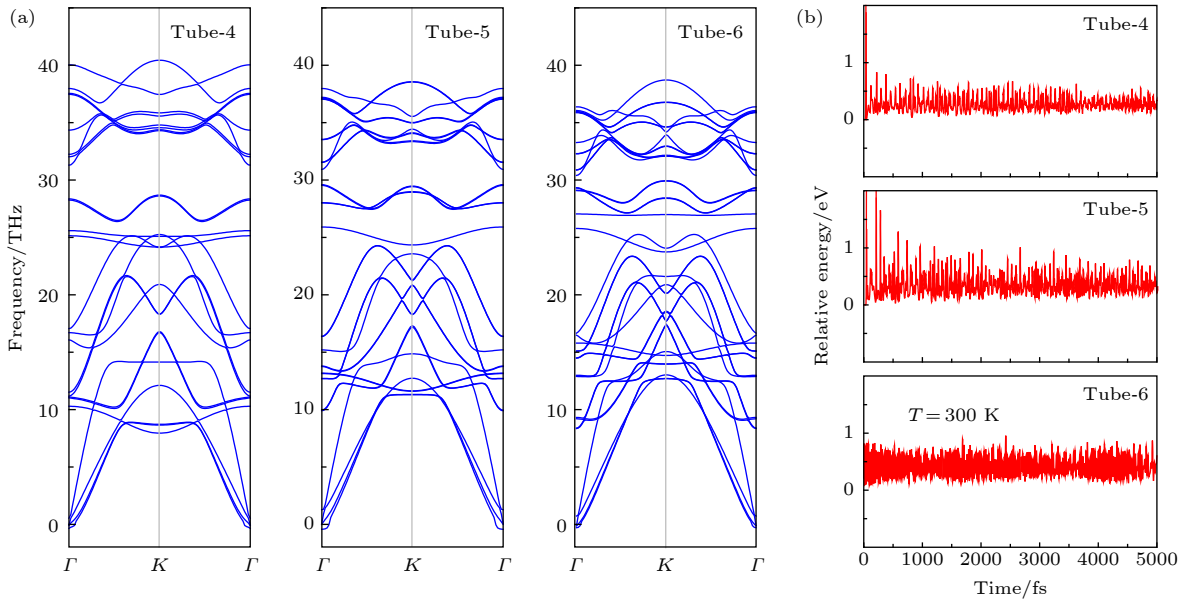 (a)
Tube-4
Tube-5
Tube-6
Frequency/THz
40
30
20
10
0
Γ K Γ
40
30
20
10
0
Γ K Γ
40
30
20
10
0
Γ K Γ
(b)
Relative energy/eV
Tube-4
1
0
Tube-5
1
0
Tube-6
T = 300 K
1
0
0 1000 2000 3000 4000 5000
Time/fs